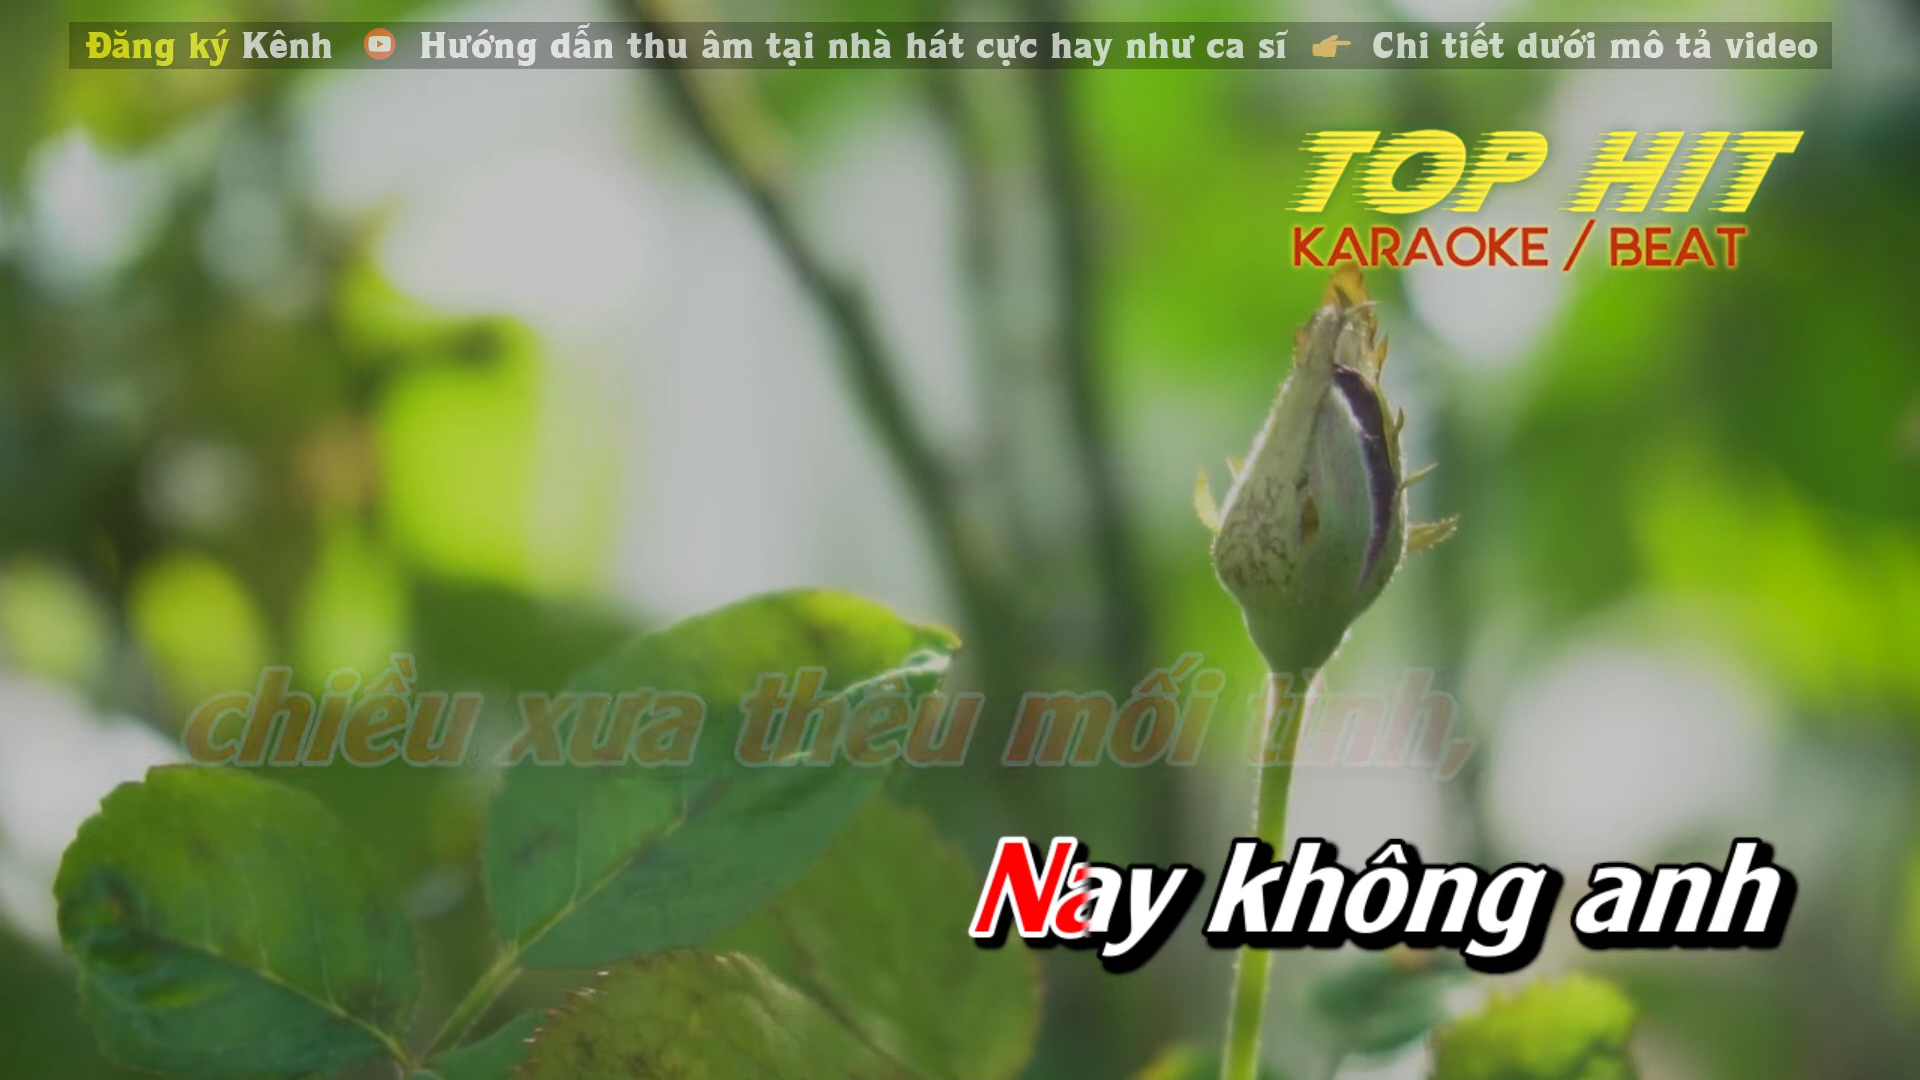 Đăng ký Kênh Hướng dẫn thu âm tại nhà hát cực hay như ca sĩ Chi tiết dưới mô tả video
TOP HIT
KARAOKE / BEAT
chiều xưa thêu mối tình,
Nay không anh